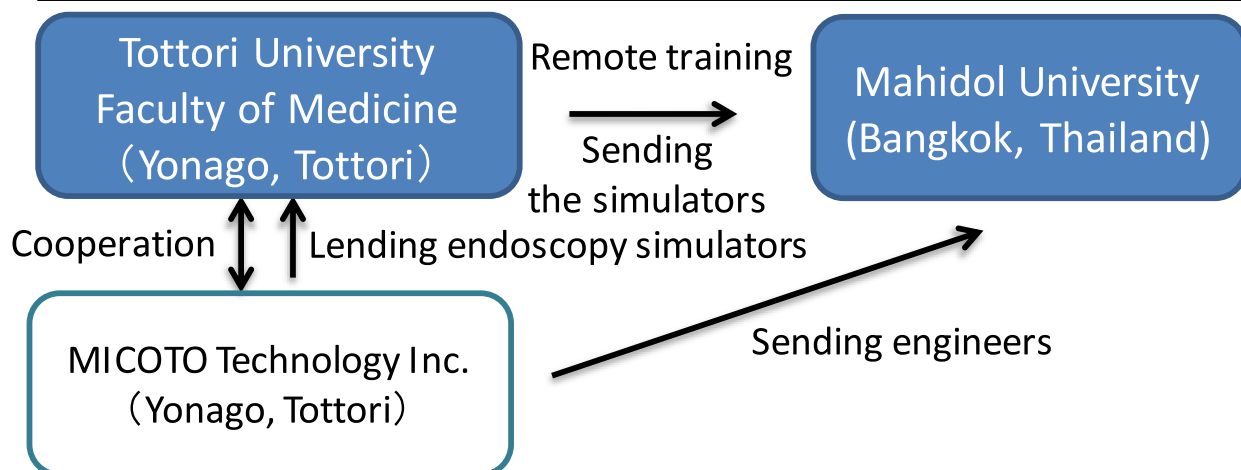 Tottori University
Faculty of Medicine
（Yonago, Tottori）
Remote training
Sending
the simulators
Mahidol University
(Bangkok, Thailand)
Cooperation
Lending endoscopy simulators
MICOTO Technology Inc.
（Yonago, Tottori）
Sending engineers